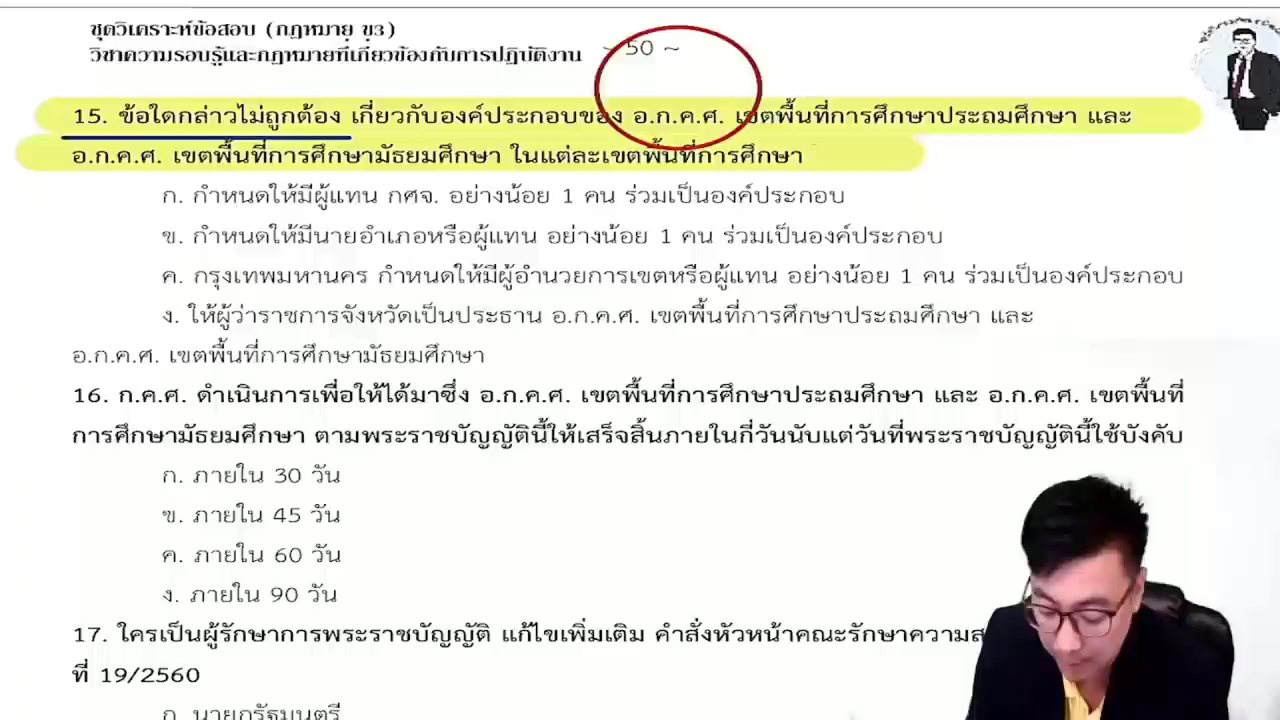 ชุดวิเคราะห์ข้อสอบ (กฎหมาย ข3)
วิชาความรอบรู้และกฎหมายที่เกี่ยวข้องกับการปฏิบัติงาน
~ 50 ~
15. ข้อใดกล่าวไม่ถูกต้อง เกี่ยวกับองค์ประกอบของ อ.ก.ค.ศ. เขตพื้นที่การศึกษาประถมศึกษา และ
อ.ก.ค.ศ. เขตพื้นที่การศึกษามัธยมศึกษา ในแต่ละเขตพื้นที่การศึกษา
ก. กำหนดให้มีผู้แทน กศจ. อย่างน้อย 1 คน ร่วมเป็นองค์ประกอบ
ข. กำหนดให้มีนายอำเภอหรือผู้แทน อย่างน้อย 1 คน ร่วมเป็นองค์ประกอบ
ค. กรุงเทพมหานคร กำหนดให้มีผู้อำนวยการเขตหรือผู้แทน อย่างน้อย 1 คน ร่วมเป็นองค์ประกอบ
ง. ให้ผู้ว่าราชการจังหวัดเป็นประธาน อ.ก.ค.ศ. เขตพื้นที่การศึกษาประถมศึกษา และ
อ.ก.ค.ศ. เขตพื้นที่การศึกษามัธยมศึกษา
16. ก.ค.ศ. ดำเนินการเพื่อให้ได้มาซึ่ง อ.ก.ค.ศ. เขตพื้นที่การศึกษาประถมศึกษา และ อ.ก.ค.ศ. เขตพื้นที่
การศึกษามัธยมศึกษา ตามพระราชบัญญัตินี้ให้เสร็จสิ้นภายในกี่วันนับแต่วันที่พระราชบัญญัตินี้ใช้บังคับ
ก. ภายใน 30 วัน
ข. ภายใน 45 วัน
ค. ภายใน 60 วัน
ง. ภายใน 90 วัน
17. ใครเป็นผู้รักษาการพระราชบัญญัติ แก้ไขเพิ่มเติม คำสั่งหัวหน้าคณะรักษาความส
ที่ 19/2560
ก. นายกรัฐมนตรี